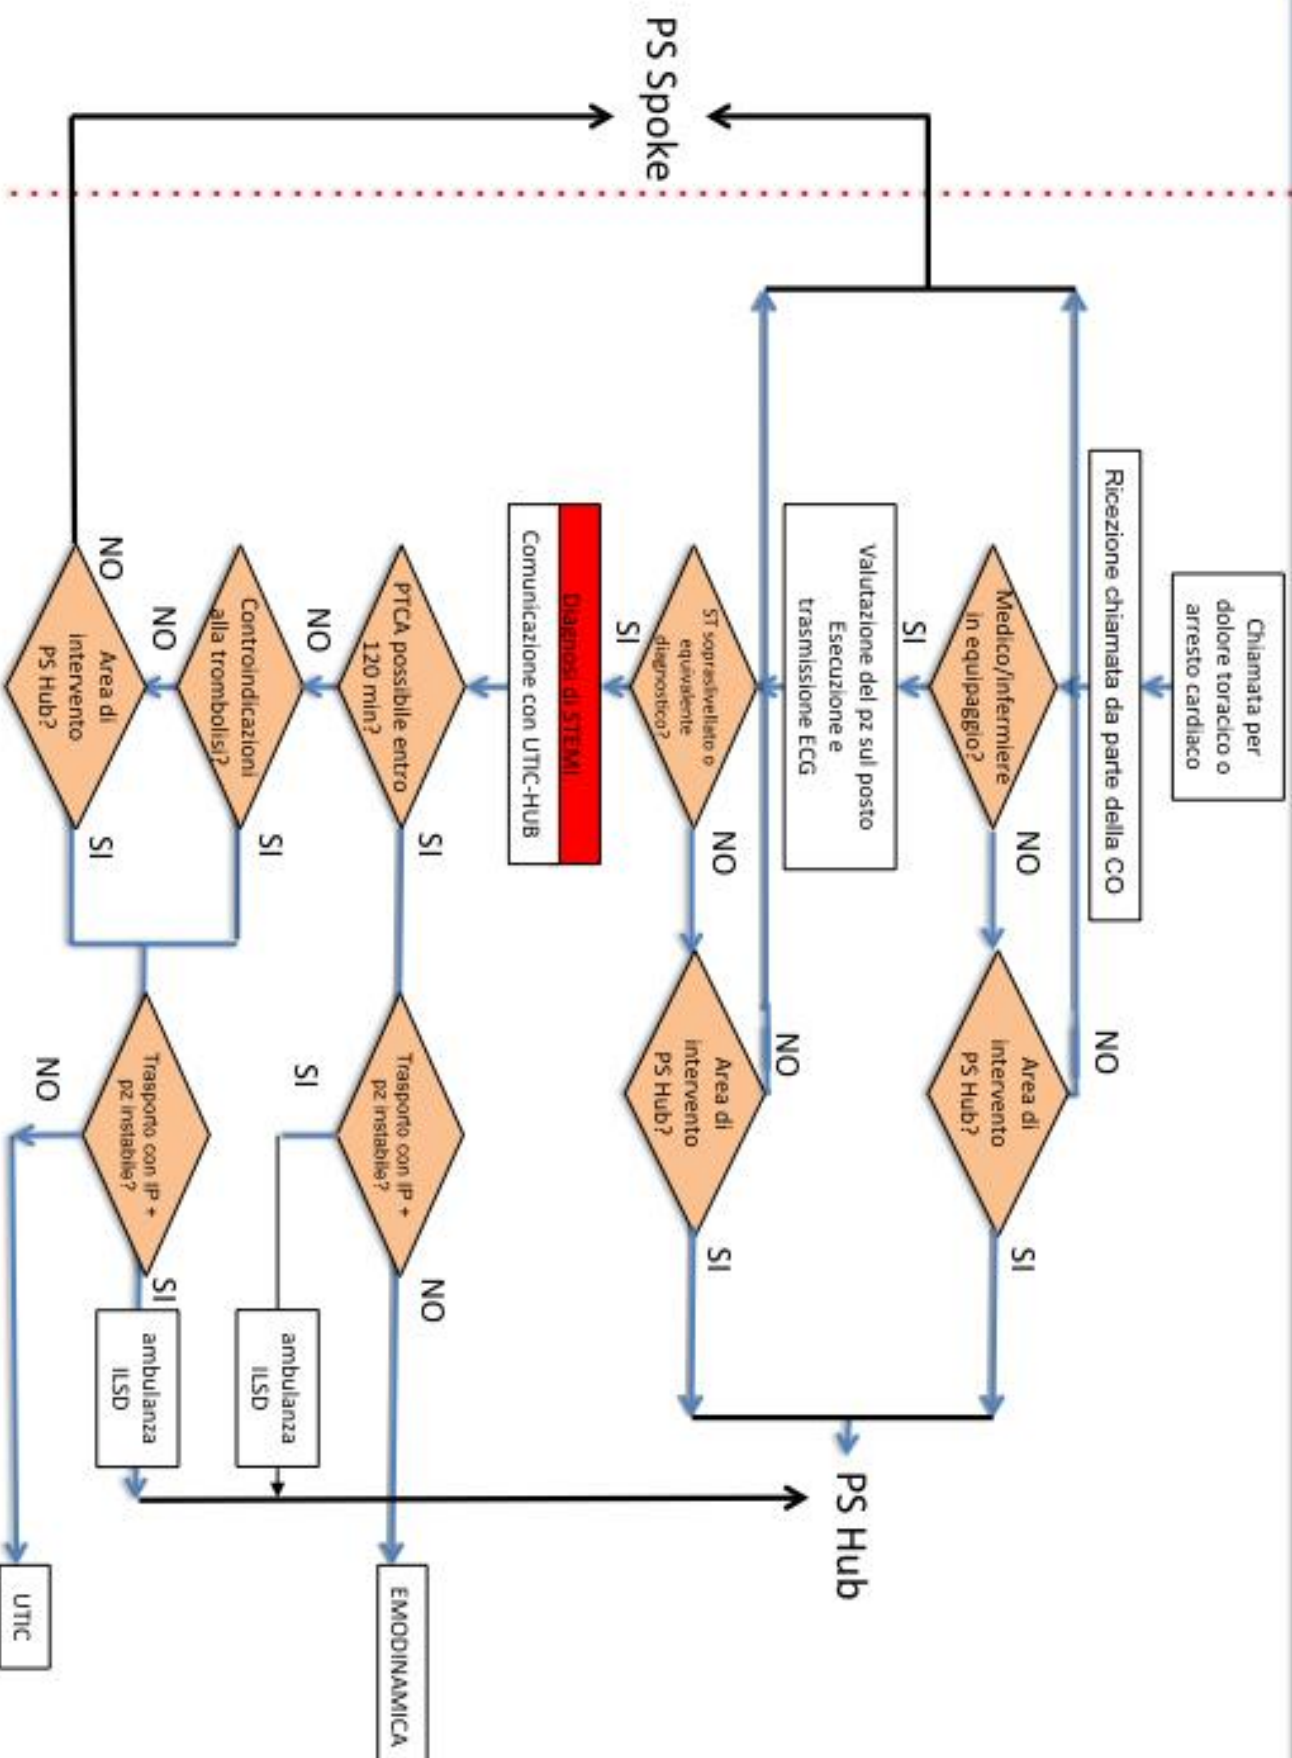 Chiamata per
dolore toracico o
arresto cardiaco
Ricezione chiamata da parte della CO
Medico/infermiere
in equipaggio?
NO
Area di
intervento
PS Hub?
NO
SI
SI
Valutazione del pz sul posto
Esecuzione e
trasmissione ECG
PS Spoke
PS Hub
ST sopraslivellato o
equivalente
diagnostico?
NO
Area di
intervento
PS Hub?
NO
SI
SI
Diagnosi di STEMI
Comunicazione con UTIC-HUB
PTCA possibile entro
120 min?
SI
Trasporto con IP +
pz instabile?
NO
EMODINAMICA
SI
ambulanza
ILSD
NO
Controindicazioni
alla trombolisi?
SI
NO
Area di
intervento
PS Hub?
NO
SI
Trasporto con IP +
pz instabile?
SI
ambulanza
ILSD
NO
UTIC